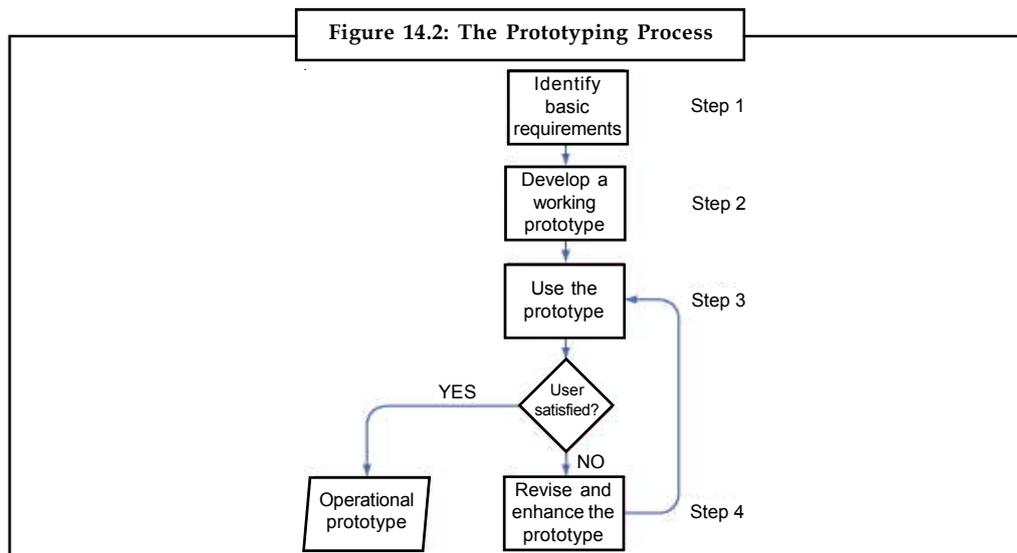 Figure 14.2: The Prototyping Process
Identify
basic
requirements
Step 1
Develop a
working
prototype
Step 2
Use the
prototype
Step 3
User
satisfied?
YES
NO
Operational
prototype
Revise and
enhance the
prototype
Step 4